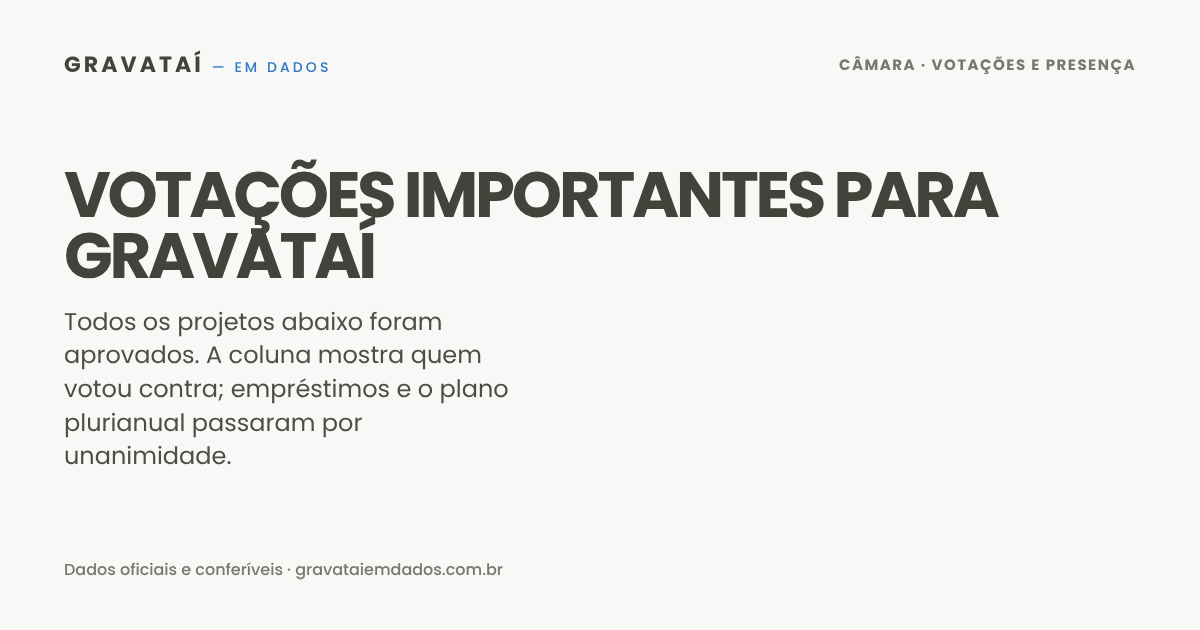 GRAVATAÍ — EM DADOS
CÂMARA · VOTAÇÕES E PRESENÇA
VOTAÇÕES IMPORTANTES PARA
GRAVATAÍ
Todos os projetos abaixo foram
aprovados. A coluna mostra quem
votou contra; empréstimos e o plano
plurianual passaram por
unanimidade.
Dados oficiais e conferíveis · gravataiemdados.com.br